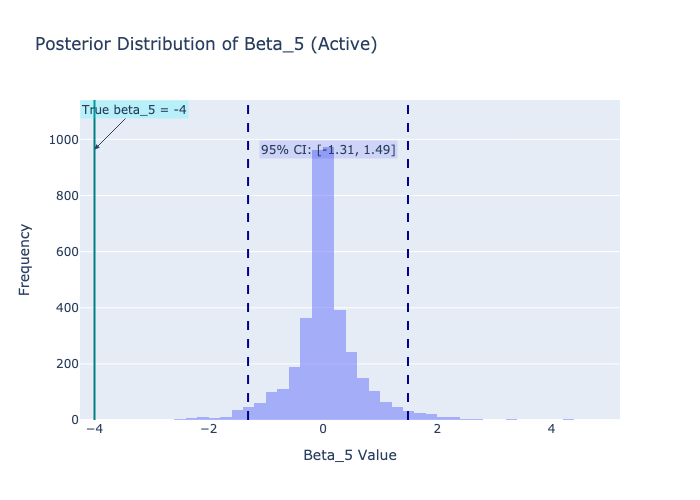 Posterior Distribution of Beta_5 (Active)
True beta_5 = -4
95% CI: [-1.31, 1.49]
1000
800
600
400
200
0
Frequency
−4
−2
0
2
4
Beta_5 Value